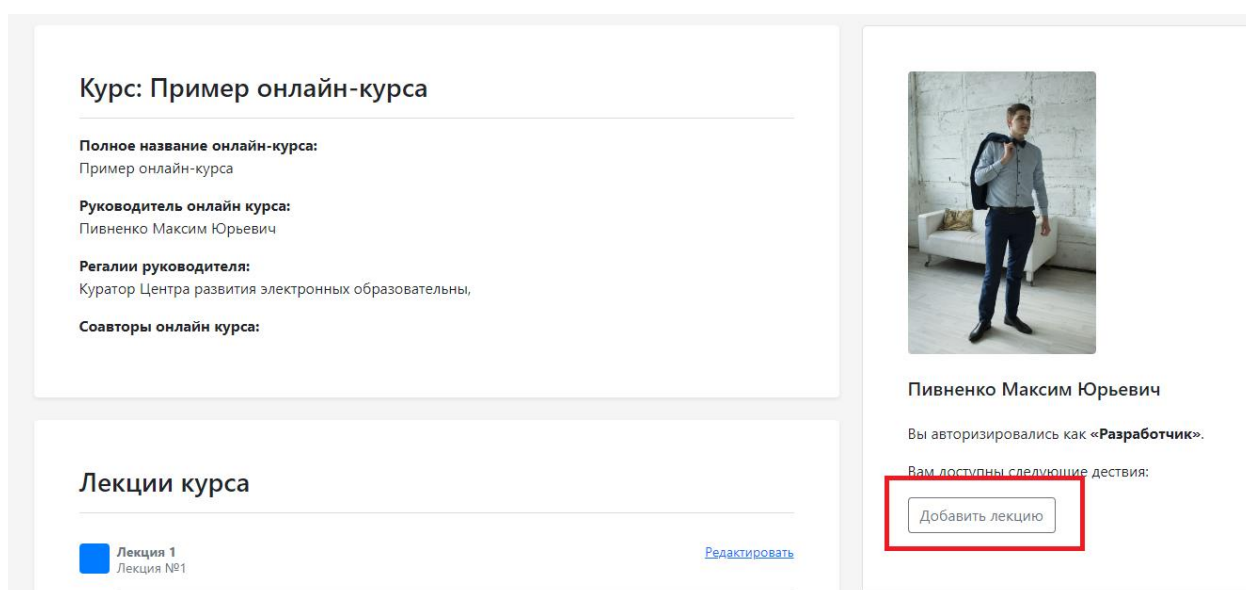 Курс: Пример онлайн-курса
Полное название онлайн-курса:
Пример онлайн-курса
Руководитель онлайн курса:
Пивненко Максим Юрьевич
Регалии руководителя:
Куратор Центра развития электронных образовательны,
Соавторы онлайн курса:
Лекции курса
Лекция 1
Лекция №1
Редактировать
Пивненко Максим Юрьевич
Вы авторизировались как «Разработчик».
Вам доступны следующие дествия:
Добавить лекцию